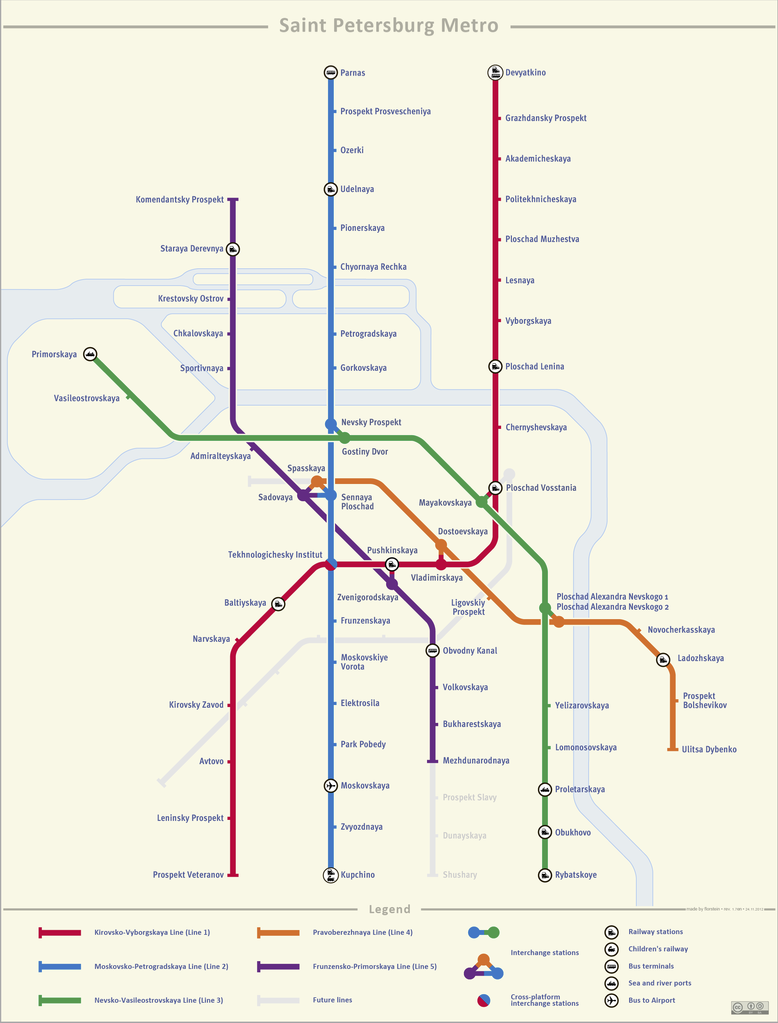 Saint Petersburg Metro
Parnas
Devyatkino
Prospekt Prosvescheniya
Grazhdansky Prospekt
Ozerki
Akademicheskaya
Udelnaya
Komendantsky Prospekt
Politekhnicheskaya
Pionerskaya
Ploschad Muzhestva
Staraya Derevnya
Chyornaya Rechka
Lesnaya
Krestovsky Ostrov
Vyborgskaya
Chkalovskaya
Petrogradskaya
Primorskaya
Sportivnaya
Gorkovskaya
Ploschad Lenina
Vasileostrovskaya
Nevsky Prospekt
Chernyshevskaya
Gostiny Dvor
Admiralteyskaya
Spasskaya
Sadovaya
Sennaya
Ploschad
Ploschad Vosstania
Mayakovskaya
Dostoevskaya
Pushkinskaya
Tekhnologichesky Institut
Vladimirskaya
Zvenigorodskaya
Baltiyskaya
Ligovskiy
Prospekt
Ploschad Alexandra Nevskogo 1
Ploschad Alexandra Nevskogo 2
Frunzenskaya
Novocherkasskaya
Narvskaya
Obvodny Kanal
Moskovskiye
Vorota
Ladozhskaya
Volkovskaya
Prospekt
Bolshevikov
Kirovsky Zavod
Elektrosila
Yelizarovskaya
Bukharestskaya
Park Pobedy
Lomonosovskaya
Ulitsa Dybenko
Avtovo
Mezhdunarodnaya
Moskovskaya
Proletarskaya
Prospekt Slavy
Leninsky Prospekt
Zvyozdnaya
Obukhovo
Dunayskaya
Prospekt Veteranov
Kupchino
Shushary
Rybatskoye
Legend
Kirovsko-Vyborgskaya Line (Line 1)
Pravoberezhnaya Line (Line 4)
Railway stations
Children's railway
Interchange stations
Moskovsko-Petrogradskaya Line (Line 2)
Frunzensko-Primorskaya Line (Line 5)
Bus terminals
Sea and river ports
Nevsko-Vasileostrovskaya Line (Line 3)
Future lines
Cross-platform
Interchange stations
Bus to Airport